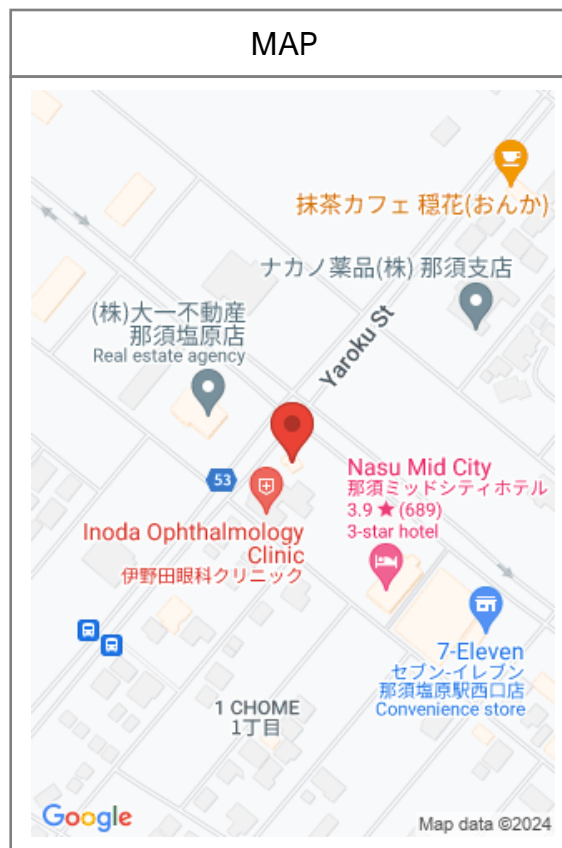 MAP
抹茶カフェ 穏花(おんか)
ナカノ薬品(株) 那須支店
(株)大一不動産
那須塩原店
Real estate agency
Yaroku St
53
Nasu Mid City
那須ミッドシティホテル
3.9 ★ (689)
3-star hotel
Inoda Ophthalmology
Clinic
伊野田眼科クリニック
7-Eleven
セブン-イレブン
那須塩原駅西口店
Convenience store
1 CHOME
1丁目
Google
Map data ©2024